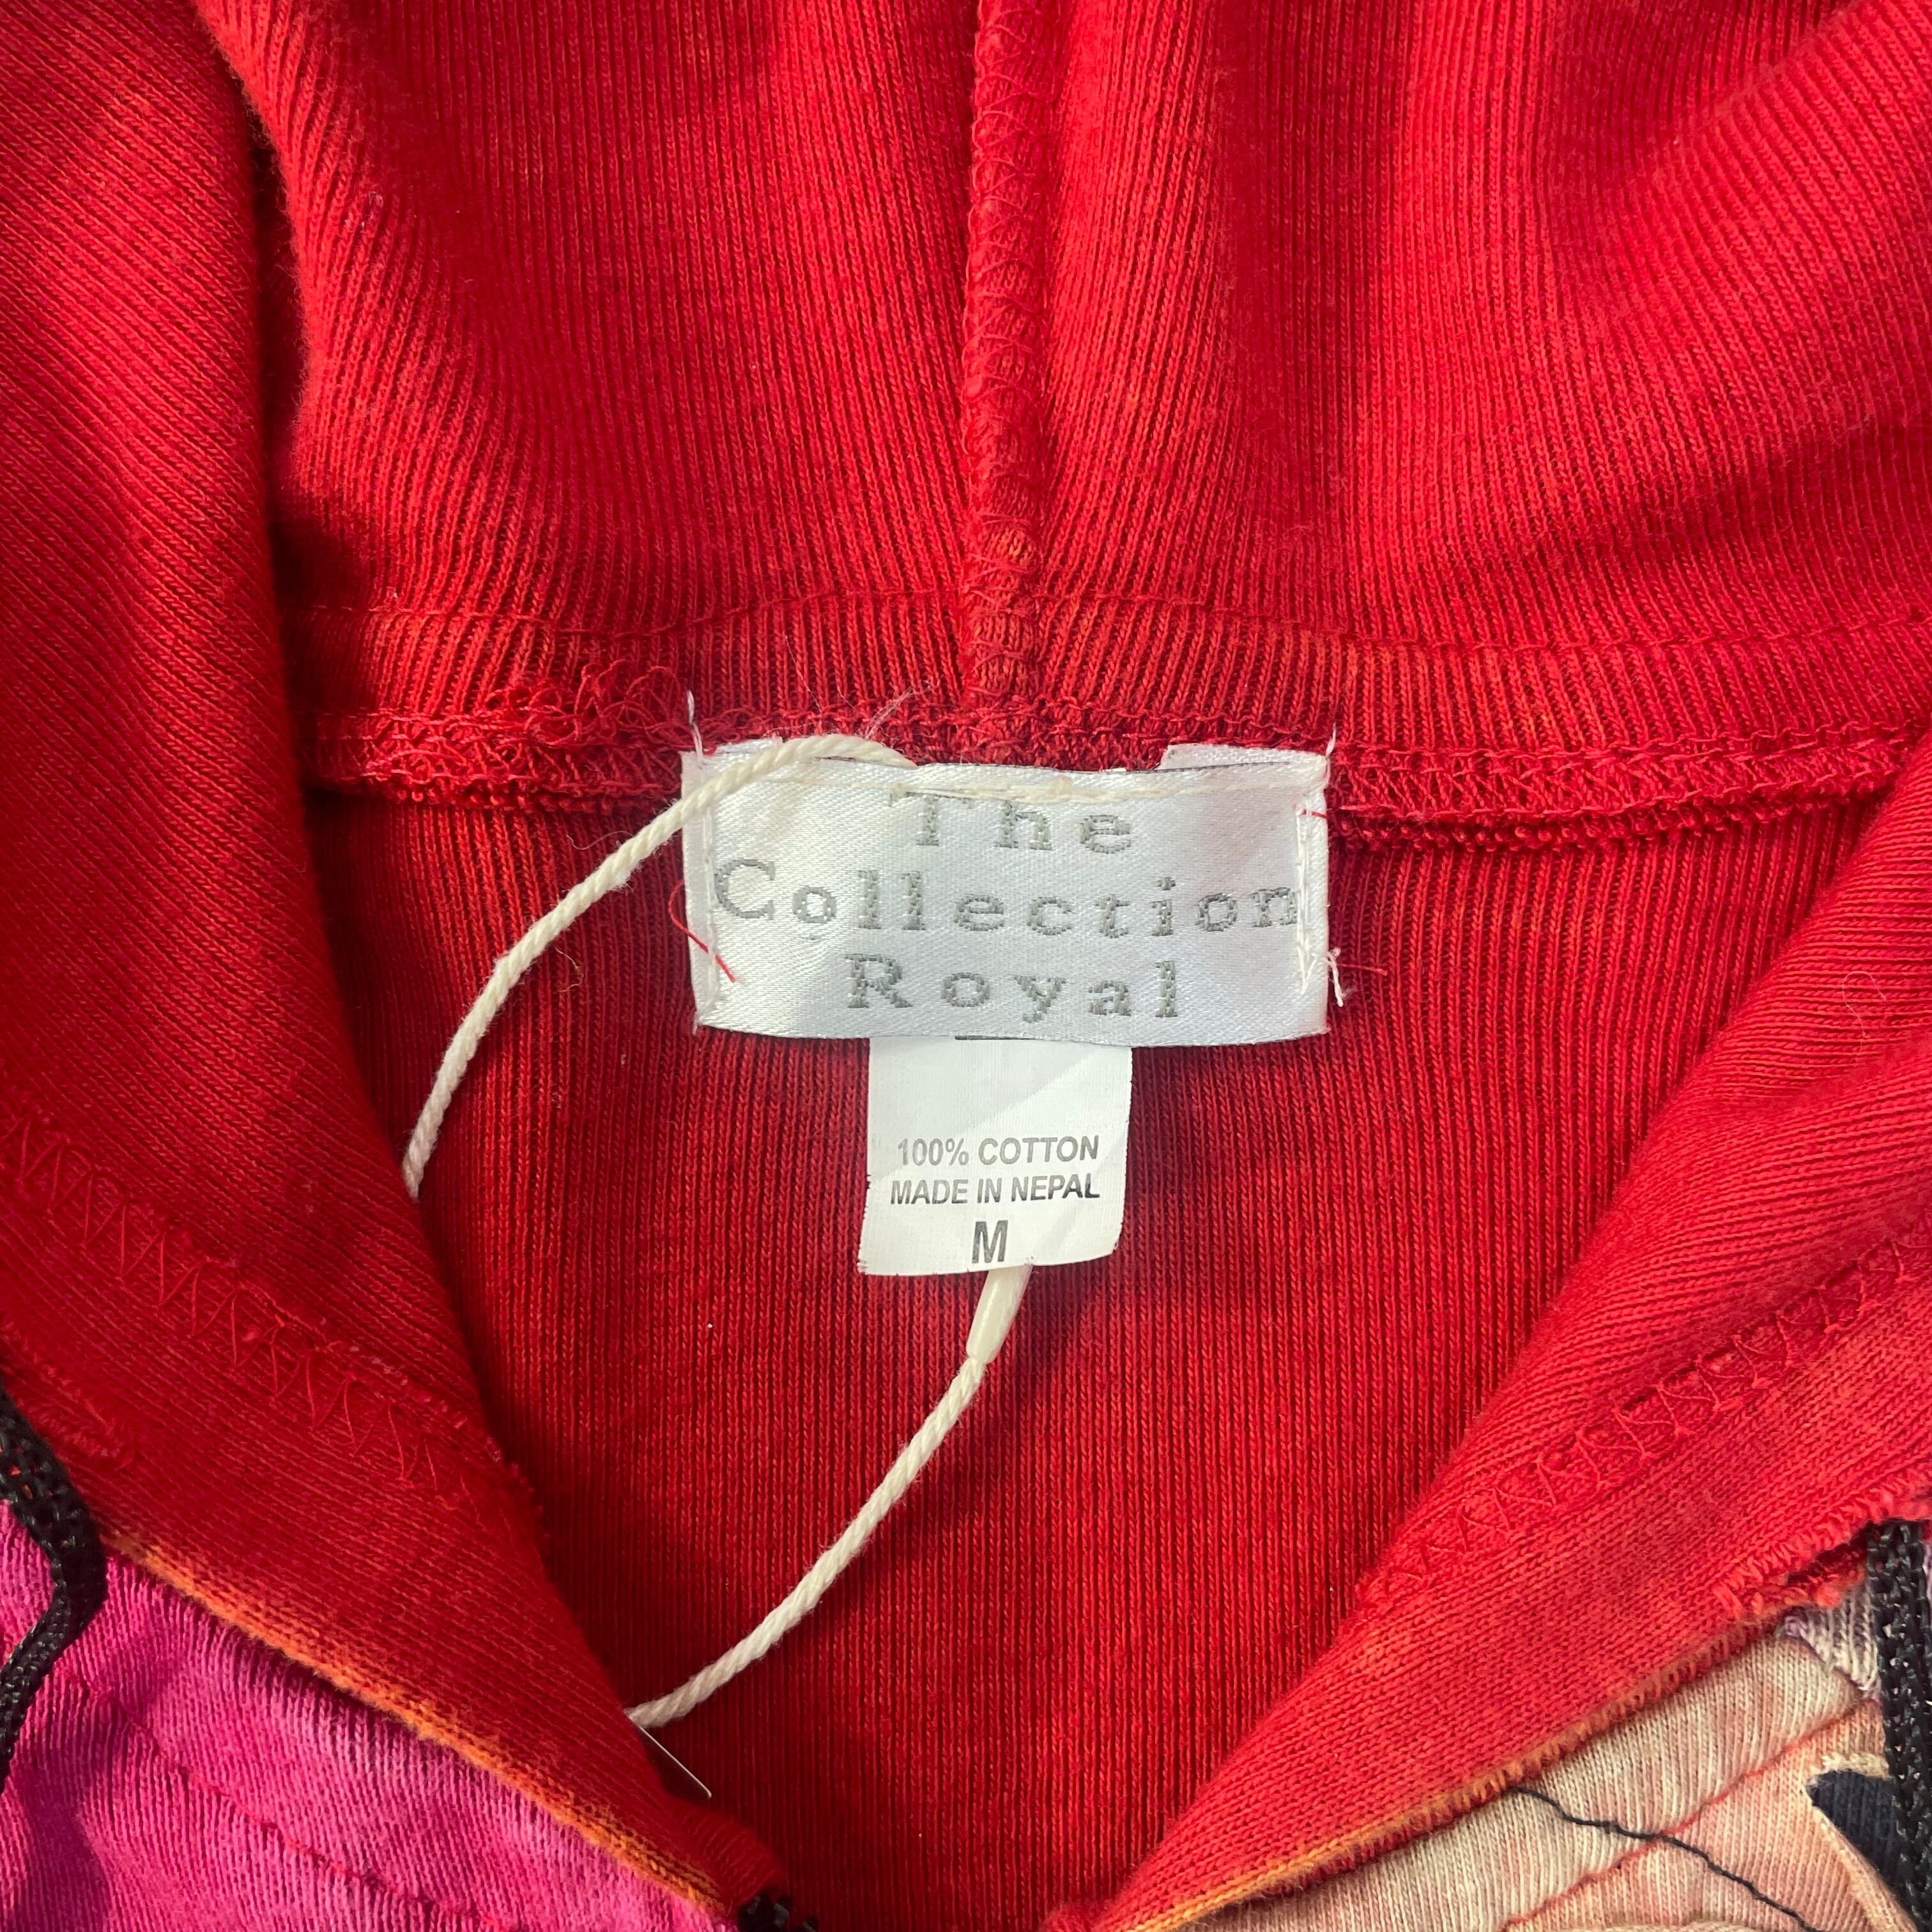 The
Collection
Royal
100% COTTON
MADE IN NEPAL
M